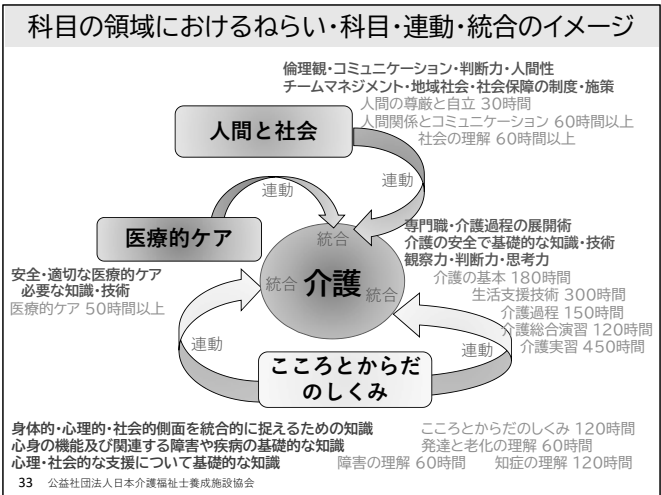 科目の領域におけるねらい・科目・連動・統合のイメージ
倫理観・コミュニケーション・判断力・人間性
チームマネジメント・地域社会・社会保障の制度・施策
人間の尊厳と自立 30時間
人間関係とコミュニケーション 60時間以上
社会の理解 60時間以上
人間と社会
連動
連動
医療的ケア
安全・適切な医療的ケア
必要な知識・技術
医療的ケア 50時間以上
統合
統合
介護
統合
専門職・介護過程の展開術
介護の安全で基礎的な知識・技術
観察力・判断力・思考力
介護の基本 180時間
生活支援技術 300時間
介護過程 150時間
介護総合演習 120時間
介護実習 450時間
連動
連動
こころとからだ
のしくみ
身体的・心理的・社会的側面を統合的に捉えるための知識
心身の機能及び関連する障害や疾病の基礎的な知識
心理・社会的な支援について基礎的な知識
こころとからだのしくみ 120時間
発達と老化の理解 60時間
障害の理解 60時間 知症の理解 120時間
33 公益社団法人日本介護福祉士養成施設協会